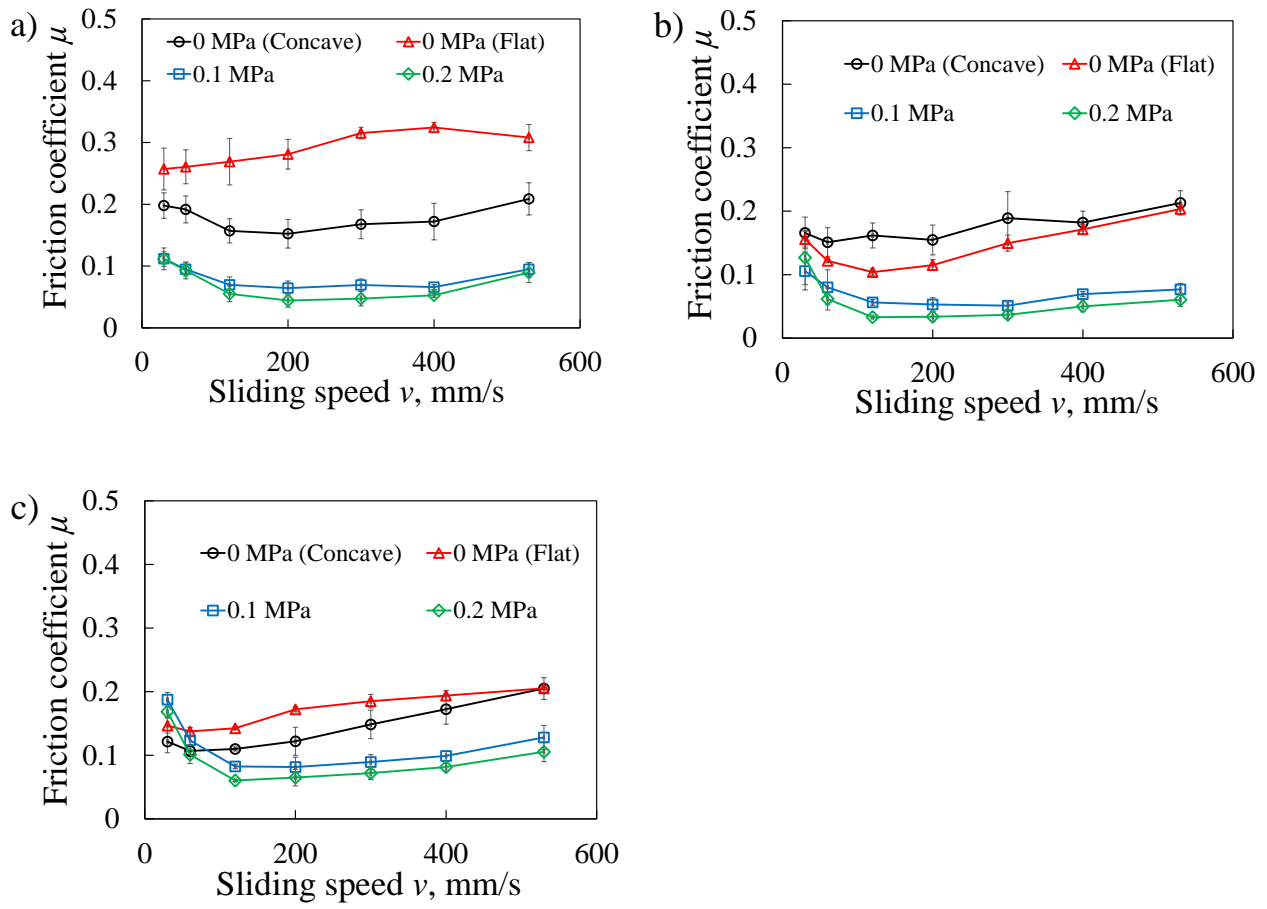 a)
Friction coefficient μ
0.5
0.4
0.3
0.2
0.1
0
0 MPa (Concave)
0 MPa (Flat)
0.1 MPa
0.2 MPa
0
200
400
600
Sliding speed v, mm/s
b)
Friction coefficient μ
0.5
0.4
0.3
0.2
0.1
0
0 MPa (Concave)
0 MPa (Flat)
0.1 MPa
0.2 MPa
0
200
400
600
Sliding speed v, mm/s
c)
Friction coefficient μ
0.5
0.4
0.3
0.2
0.1
0
0 MPa (Concave)
0 MPa (Flat)
0.1 MPa
0.2 MPa
0
200
400
600
Sliding speed v, mm/s